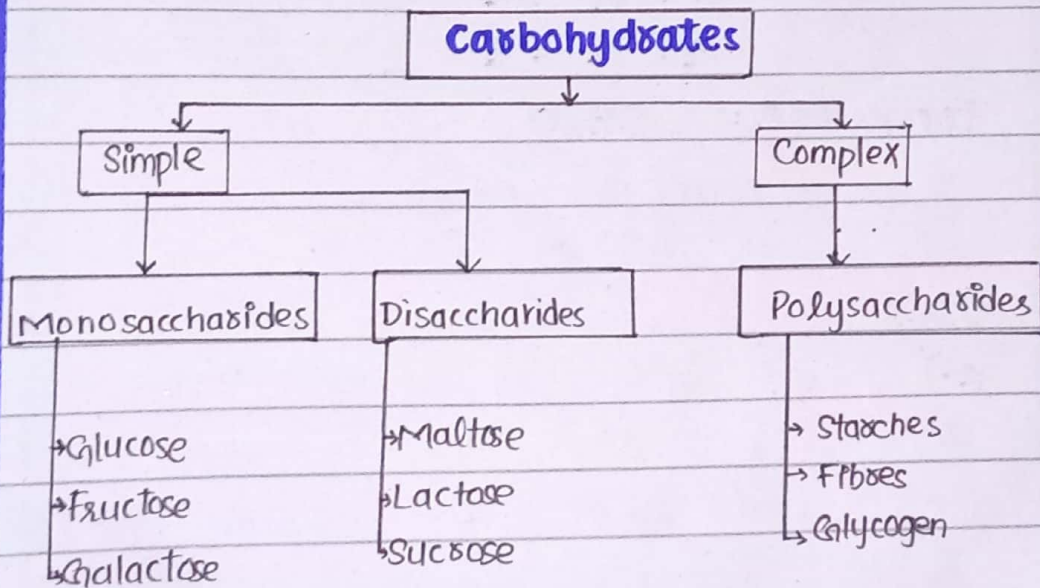 Carbohydrates
Simple
Complex
Monosaccharides
Disaccharides
Polysaccharides
Glucose
Fructose
Galactose
Maltose
Lactose
Sucrose
Starches
Fibres
Glycogen